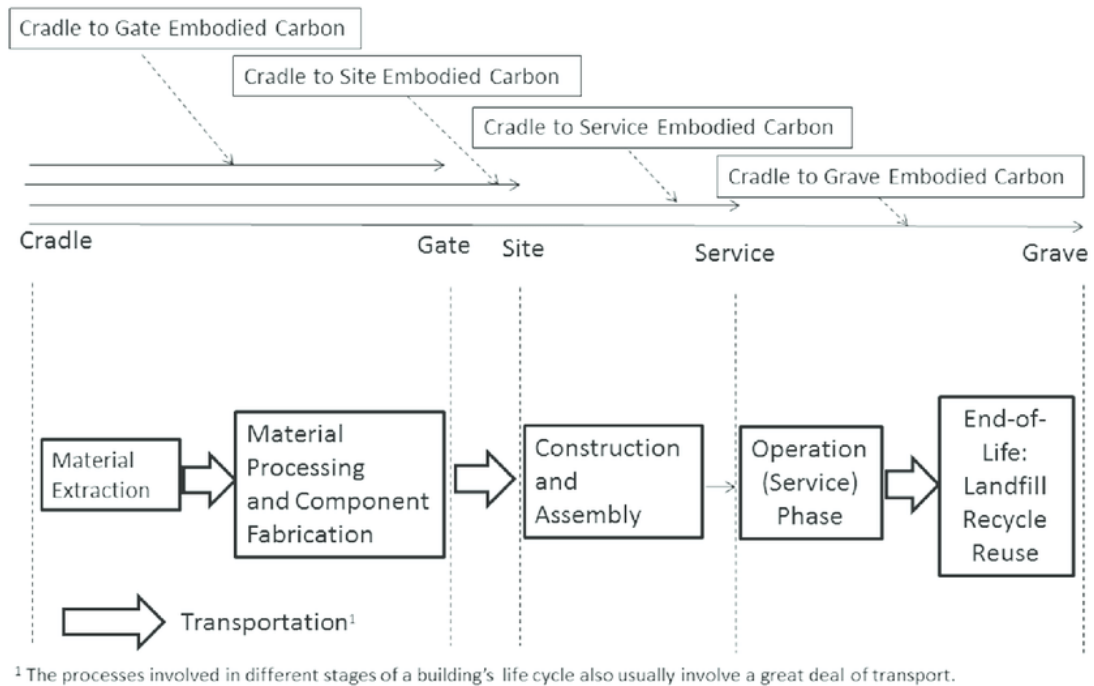 Cradle to Gate Embodied Carbon
Cradle to Site Embodied Carbon
Cradle to Service Embodied Carbon
Cradle to Grave Embodied Carbon
Cradle
Gate
Site
Service
Grave
Material
Extraction
Material
Processing
and Component
Fabrication
Construction
and
Assembly
Operation
(Service)
Phase
End-of-
Life:
Landfill
Recycle
Reuse
Transportation¹
¹ The processes involved in different stages of a building's life cycle also usually involve a great deal of transport.